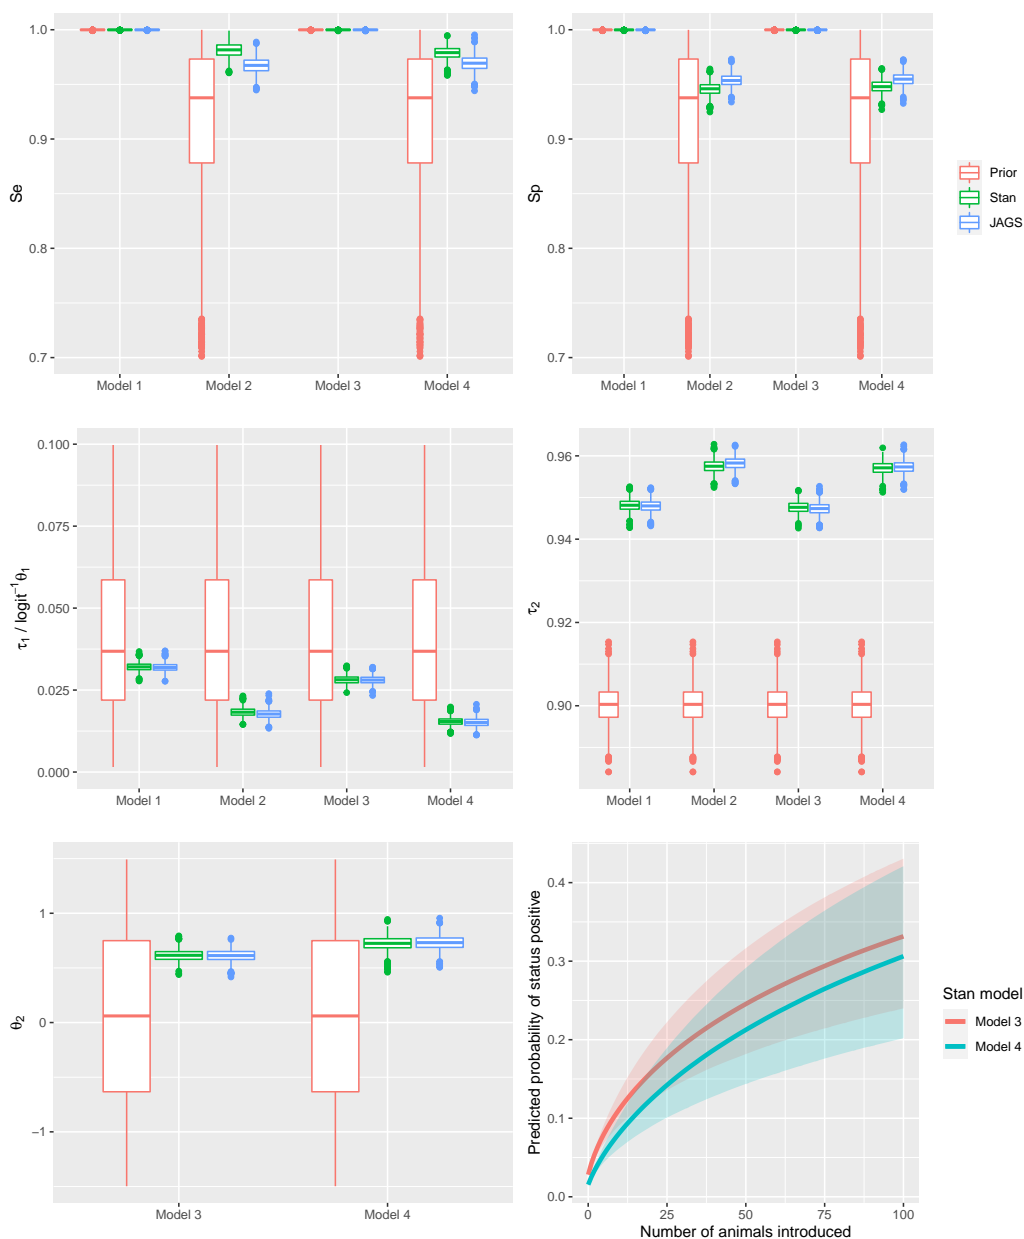 Se
1.0
0.9
0.8
0.7
Model 1 Model 2 Model 3 Model 4
Sp
1.0
0.9
0.8
0.7
Model 1 Model 2 Model 3 Model 4
Prior
Stan
JAGS
τ₁ / logit⁻¹θ₁
0.100
0.075
0.050
0.025
0.000
Model 1 Model 2 Model 3 Model 4
τ₂
0.96
0.94
0.92
0.90
Model 1 Model 2 Model 3 Model 4
θ₂
1
0
−1
Model 3 Model 4
Predicted probability of status positive
0.4
0.3
0.2
0.1
0.0
0 25 50 75 100
Number of animals introduced
Stan model
Model 3
Model 4